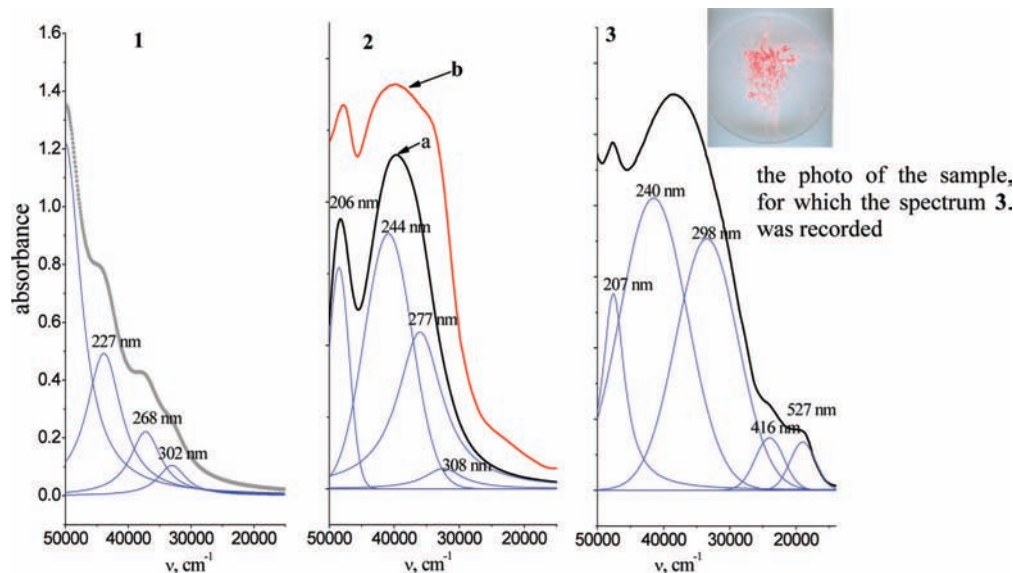 absorbance
1.6
1.4
1.2
1.0
0.8
0.6
0.4
0.2
0.0
1
227 nm
268 nm
302 nm
50000 40000 30000 20000
ν, cm⁻¹
2
b
a
206 nm
244 nm
277 nm
308 nm
50000 40000 30000 20000
ν, cm⁻¹
3
240 nm
298 nm
207 nm
527 nm
416 nm
50000 40000 30000 20000
ν, cm⁻¹
the photo of the sample,
for which the spectrum 3.
was recorded